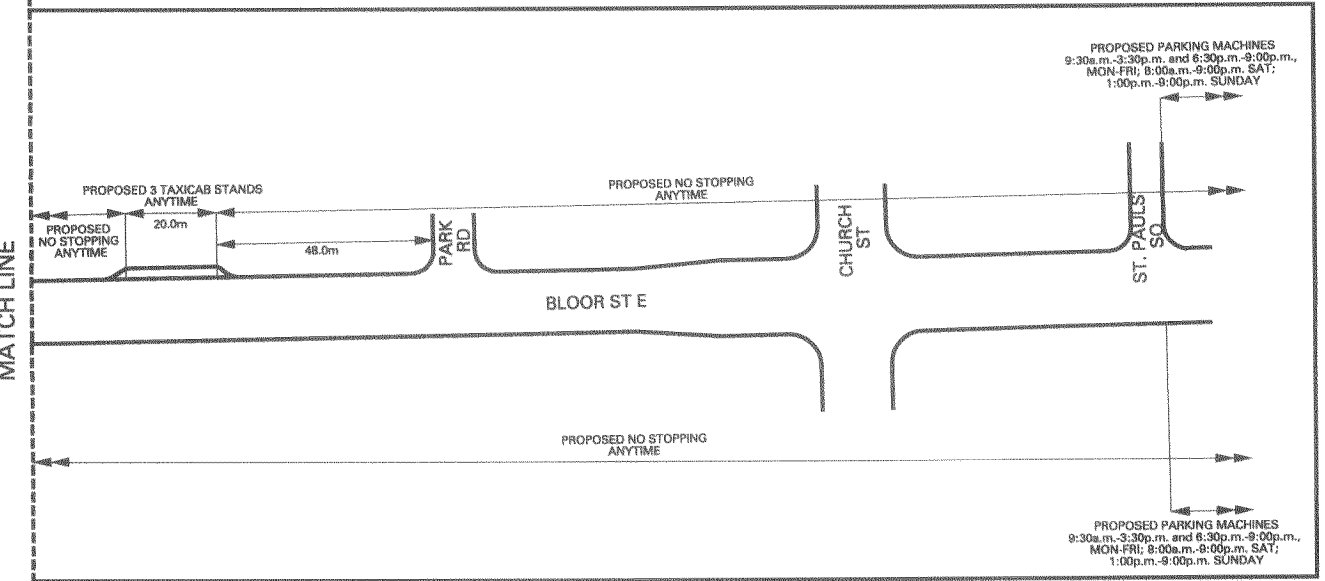 PROPOSED PARKING MACHINES
9:30a.m.-3:30p.m. and 6:30p.m.-9:00p.m.,
MON-FRI; 8:00a.m.-9:00p.m. SAT;
1:00p.m.-9:00p.m. SUNDAY
PROPOSED 3 TAXICAB STANDS
ANYTIME
PROPOSED NO STOPPING
ANYTIME
20.0m
PROPOSED
NO STOPPING
ANYTIME
48.0m
PARK
RD
CHURCH
ST
ST. PAULS
SQ
MATCH LINE
BLOOR ST E
PROPOSED NO STOPPING
ANYTIME
PROPOSED PARKING MACHINES
9:30a.m.-3:30p.m. and 6:30p.m.-9:00p.m.,
MON-FRI; 8:00a.m.-9:00p.m. SAT;
1:00p.m.-9:00p.m. SUNDAY